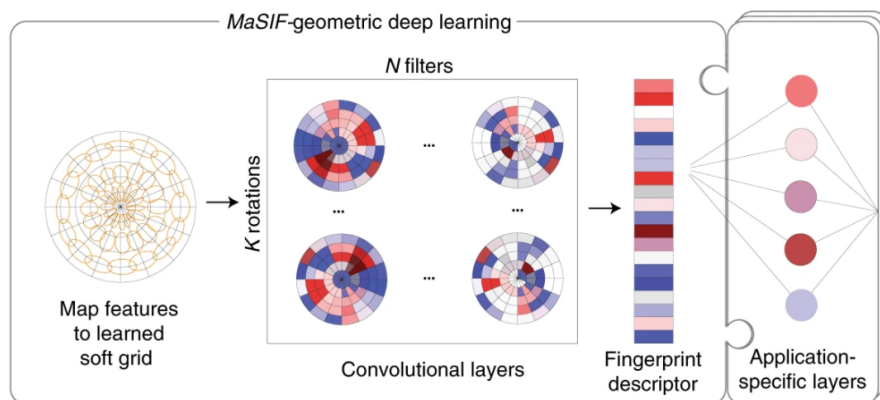 MaSIF-geometric deep learning
N filters
K rotations
...
...
...
...
Map features
to learned
soft grid
Convolutional layers
Fingerprint
descriptor
Application-
specific layers